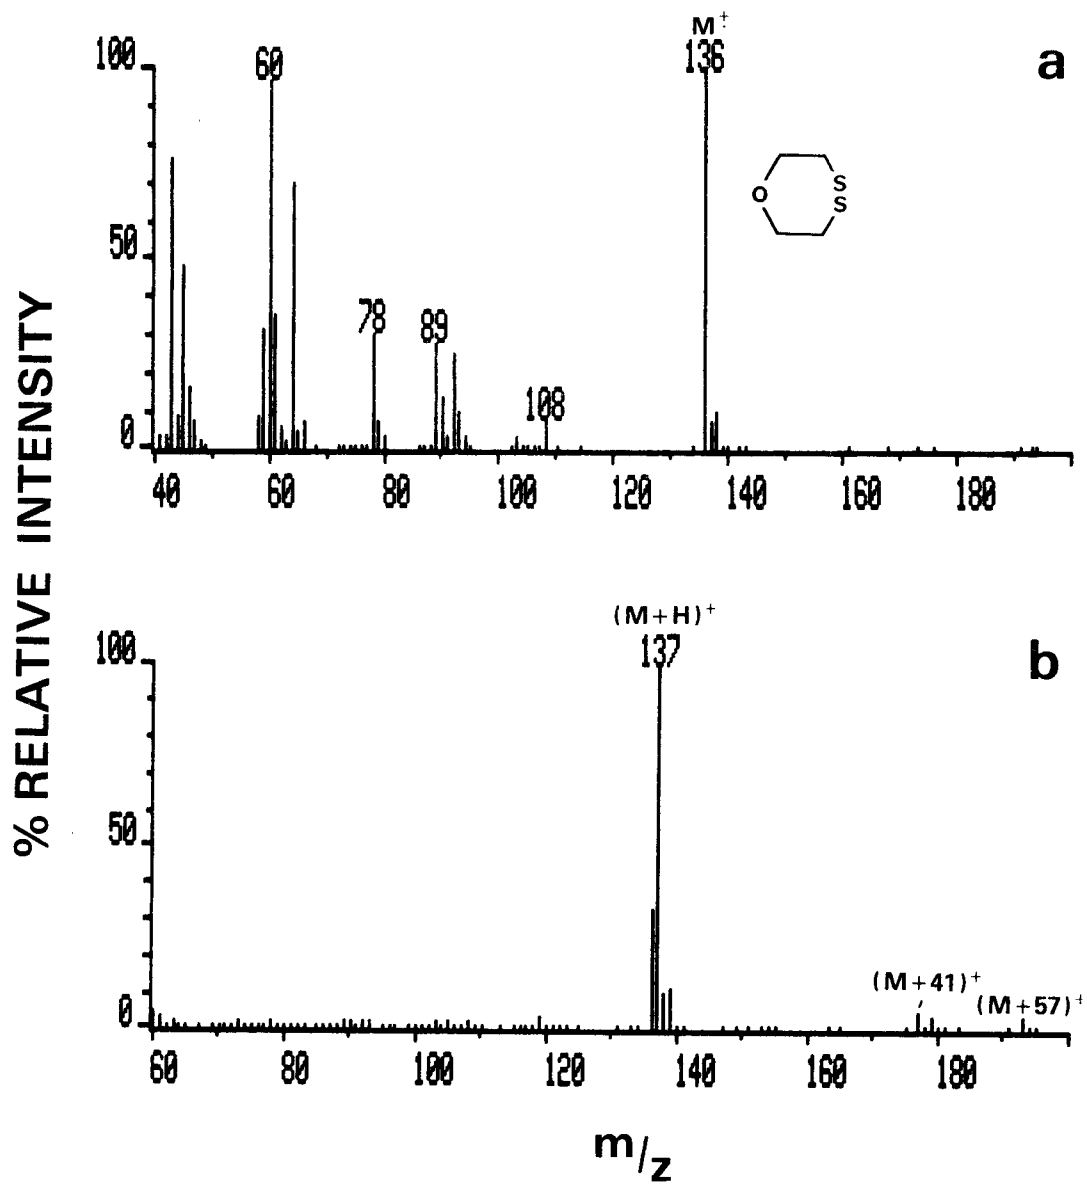 % RELATIVE INTENSITY
a
M+·
136
100
60
50
78
89
108
0
O
S
S
40 60 80 100 120 140 160 180
b
(M+H)+
137
100
50
0
(M+41)+
(M+57)+
60 80 100 120 140 160 180
m/z